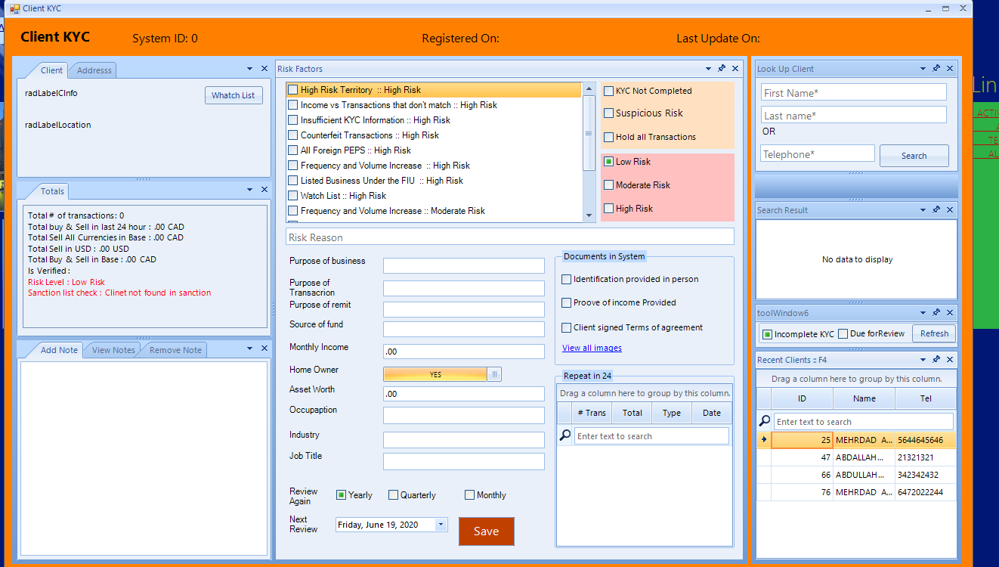 Client KYC
Client KYC
System ID: 0
Registered On:
Last Update On:
Client
Addresss
radLabelCInfo
Whatch List
radLabelLocation
Totals
Total # of transactions: 0
Total buy & Sell in last 24 hour : .00 CAD
Total Sell All Currencies in Base : .00 CAD
Total Sell in USD : .00 USD
Total Buy & Sell in Base : .00 CAD
Is Verified :
Risk Level : Low Risk
Sanction list check : Clinet not found in sanction
Add Note
View Notes
Remove Note
Risk Factors
High Risk Territory :: High Risk
Income vs Transactions that don't match :: High Risk
Insufficient KYC Information :: High Risk
Counterfeit Transactions :: High Risk
All Foreign PEPS :: High Risk
Frequency and Volume Increase :: High Risk
Listed Business Under the FIU :: High Risk
Watch List :: High Risk
Frequency and Volume Increase :: Moderate Risk
KYC Not Completed
Suspicious Risk
Hold all Transactions
Low Risk
Moderate Risk
High Risk
Risk Reason
Purpose of business
Purpose of
Transacrion
Purpose of remit
Source of fund
Monthly Income
.00
Home Owner
YES
Asset Worth
.00
Occupaption
Industry
Job Title
Review
Again
Yearly
Quarterly
Monthly
Next
Review
Friday, June 19, 2020
Save
Documents in System
Identification provided in person
Proove of income Provided
Client signed Terms of agreement
View all images
Repeat in 24
Drag a column here to group by this column.
# Trans
Total
Type
Date
Enter text to search
Look Up Client
First Name*
Last name*
OR
Telephone*
Search
Search Result
No data to display
toolWindow6
Incomplete KYC
Due forReview
Refresh
Recent Clients :: F4
Drag a column here to group by this column.
ID
Name
Tel
Enter text to search
25 MEHRDAD A... 5644645646
47 ABDALLAH... 21321321
66 ABDULLAH... 342342432
76 MEHRDAD A... 6472022244
Lin
ACTIV
A
TE
AL